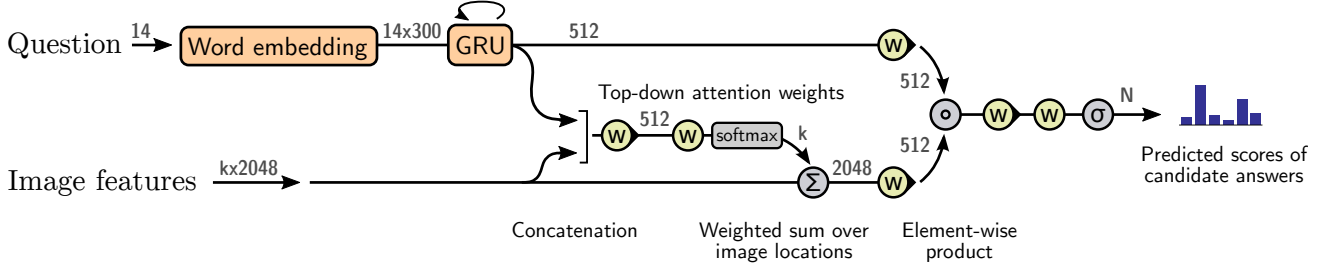 Question
14
Word embedding
14x300
GRU
512
w
512
Top-down attention weights
w
512
w
softmax
k
w
w
σ
N
Image features
kx2048
Σ
2048
w
512
Predicted scores of
candidate answers
Concatenation
Weighted sum over
image locations
Element-wise
product